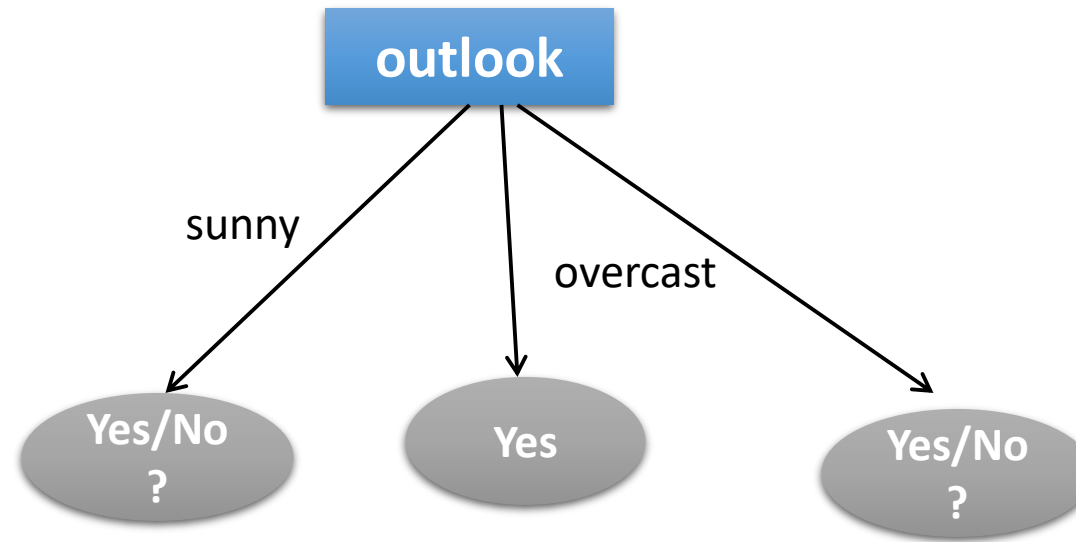 outlook
sunny
overcast
Yes/No
?
Yes
Yes/No
?